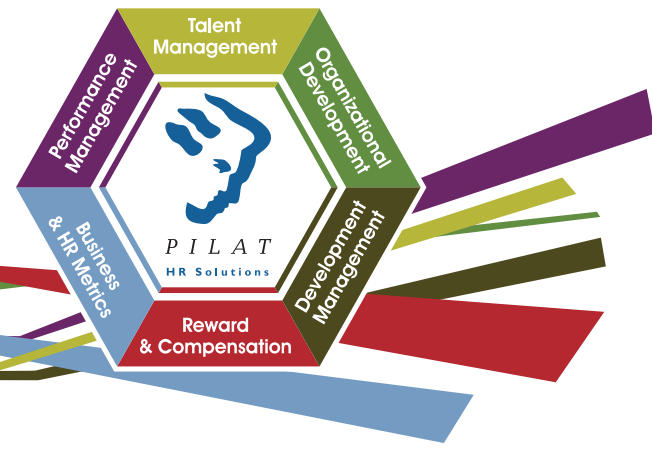 Talent
Management
Organizational
Development
Development
Management
Reward
& Compensation
Business
& HR Metrics
Performance
Management
PILAT
HR Solutions